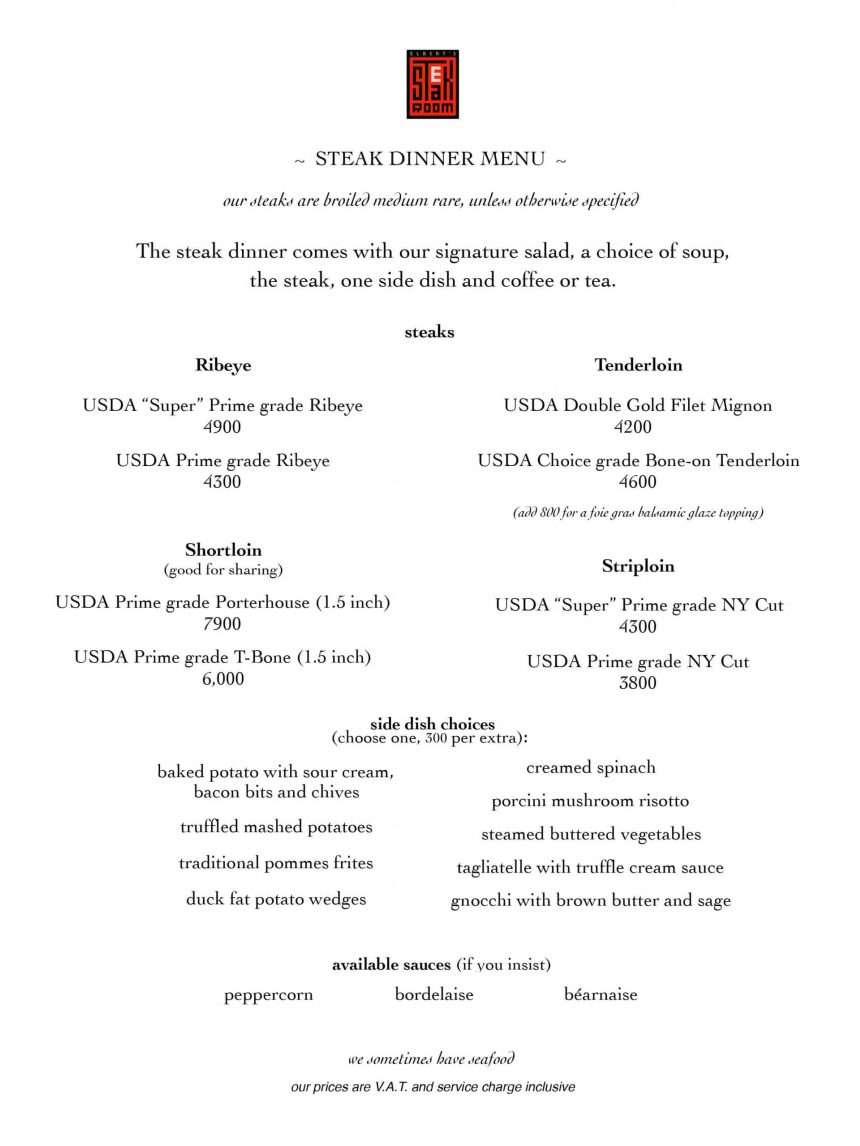 ELBERT'S
STEaK
ROOM
~ STEAK DINNER MENU ~
our steaks are broiled medium rare, unless otherwise specified
The steak dinner comes with our signature salad, a choice of soup,
the steak, one side dish and coffee or tea.
steaks
Ribeye
USDA “Super” Prime grade Ribeye
4900
USDA Prime grade Ribeye
4300
Tenderloin
USDA Double Gold Filet Mignon
4200
USDA Choice grade Bone-on Tenderloin
4600
(add 800 for a foie gras balsamic glaze topping)
Shortloin
(good for sharing)
USDA Prime grade Porterhouse (1.5 inch)
7900
USDA Prime grade T-Bone (1.5 inch)
6,000
Striploin
USDA “Super” Prime grade NY Cut
4300
USDA Prime grade NY Cut
3800
side dish choices
(choose one, 300 per extra):
baked potato with sour cream,
bacon bits and chives
truffled mashed potatoes
traditional pommes frites
duck fat potato wedges
creamed spinach
porcini mushroom risotto
steamed buttered vegetables
tagliatelle with truffle cream sauce
gnocchi with brown butter and sage
available sauces (if you insist)
peppercorn bordelaise béarnaise
we sometimes have seafood
our prices are V.A.T. and service charge inclusive